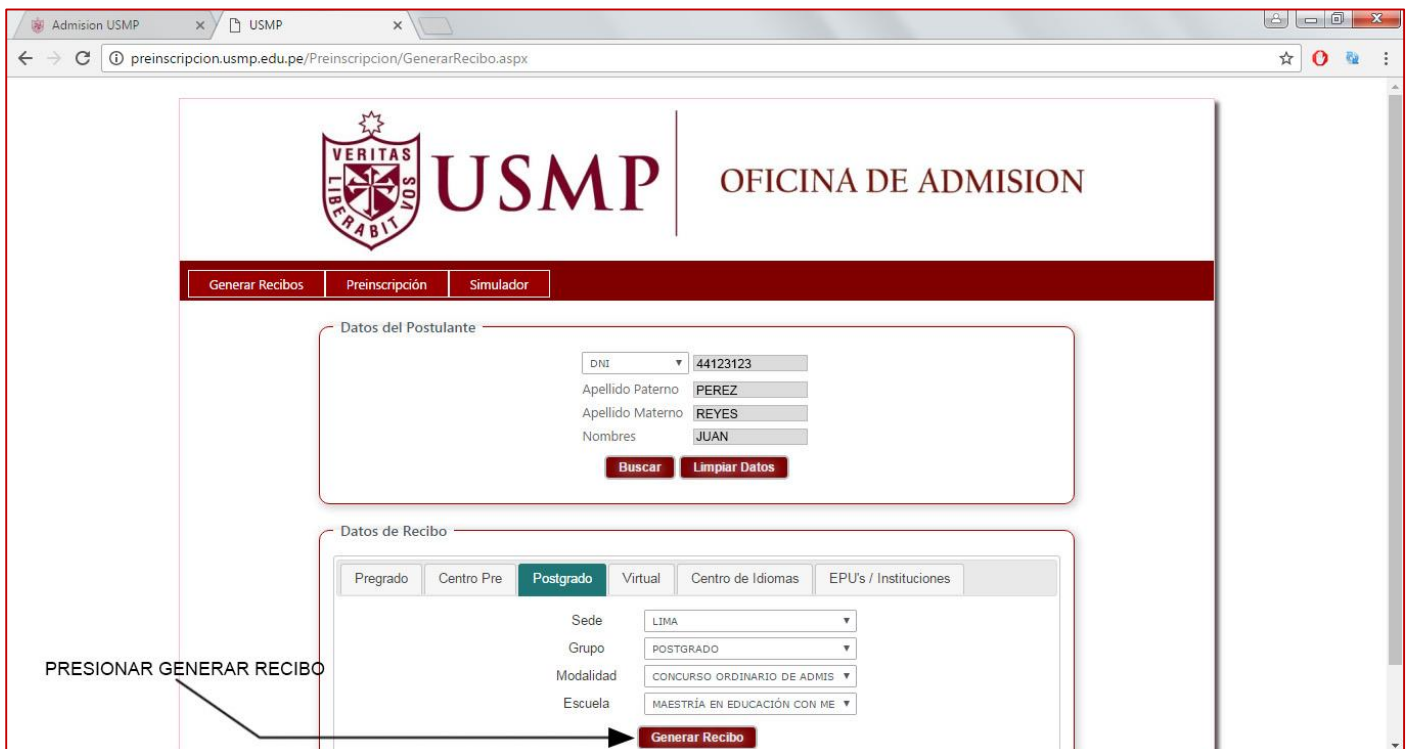 Admision USMP
USMP
preinscripcion.usmp.edu.pe/Preinscripcion/GenerarRecibo.aspx
VERITAS
LIBERABIT
VOS
USMP
OFICINA DE ADMISION
Generar Recibos Preinscripción Simulador
Datos del Postulante
DNI 44123123
Apellido Paterno PEREZ
Apellido Materno REYES
Nombres JUAN
Buscar Limpiar Datos
Datos de Recibo
Pregrado Centro Pre Postgrado Virtual Centro de Idiomas EPU's / Instituciones
Sede LIMA
Grupo POSTGRADO
Modalidad CONCURSO ORDINARIO DE ADMIS
Escuela MAESTRÍA EN EDUCACIÓN CON ME
PRESIONAR GENERAR RECIBO
Generar Recibo